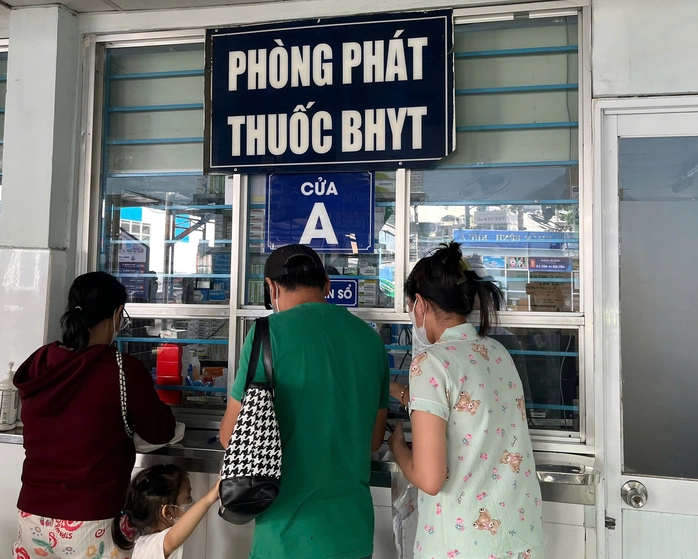 PHÒNG PHÁT
THUỐC BHYT
CỬA
A
N SỐ